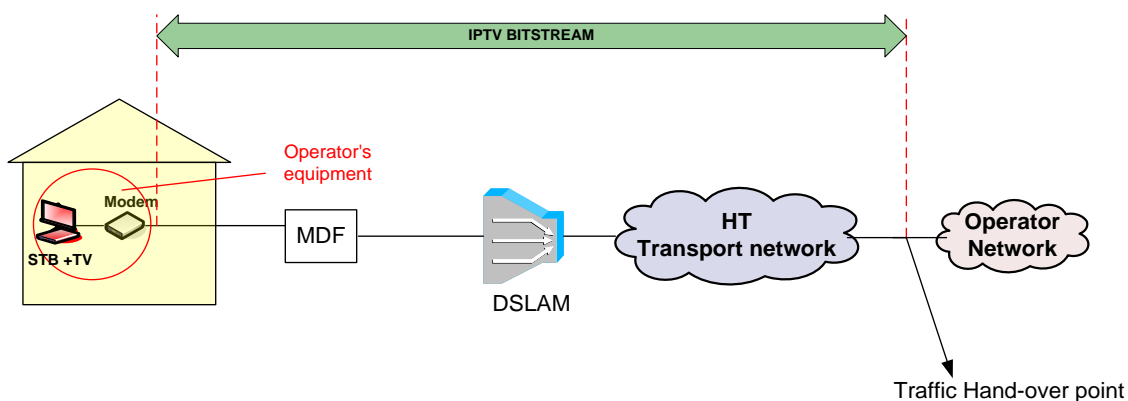 IPTV BITSTREAM
Operator's
equipment
Modem
STB +TV
MDF
DSLAM
HT
Transport network
Operator
Network
Traffic Hand-over point